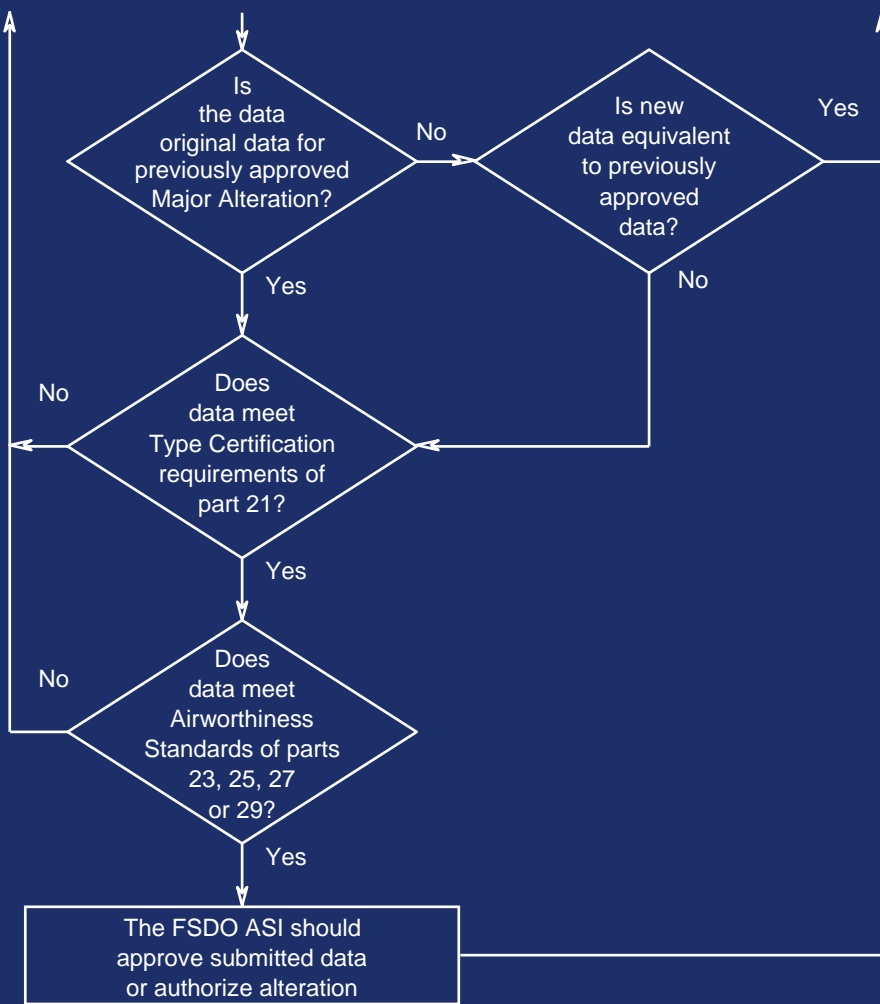 Is
the data
original data for
previously approved
Major Alteration?
No
Is new
data equivalent
to previously
approved
data?
Yes
Yes
No
No
Does
data meet
Type Certification
requirements of
part 21?
Yes
No
Does
data meet
Airworthiness
Standards of parts
23, 25, 27
or 29?
Yes
The FSDO ASI should
approve submitted data
or authorize alteration